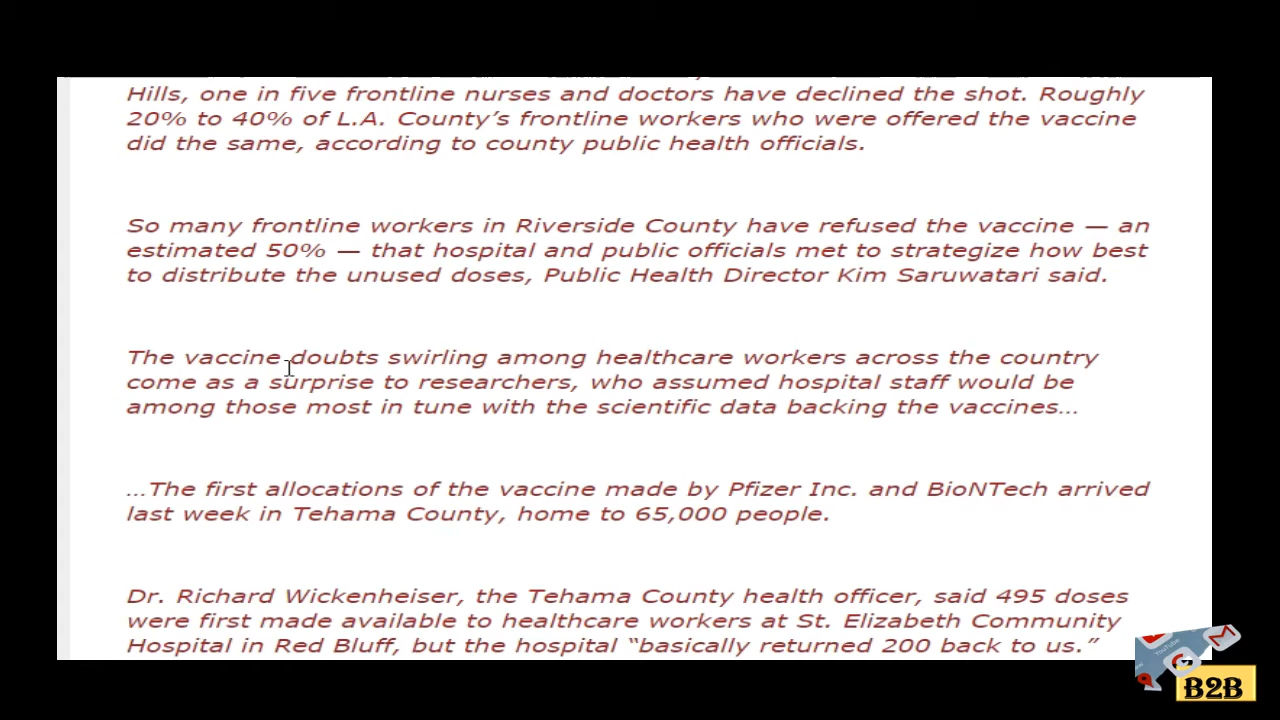 Hills, one in five frontline nurses and doctors have declined the shot. Roughly
20% to 40% of L.A. County’s frontline workers who were offered the vaccine
did the same, according to county public health officials.
So many frontline workers in Riverside County have refused the vaccine — an
estimated 50% — that hospital and public officials met to strategize how best
to distribute the unused doses, Public Health Director Kim Saruwatari said.
The vaccine doubts swirling among healthcare workers across the country
come as a surprise to researchers, who assumed hospital staff would be
among those most in tune with the scientific data backing the vaccines…
…The first allocations of the vaccine made by Pfizer Inc. and BioNTech arrived
last week in Tehama County, home to 65,000 people.
Dr. Richard Wickenheiser, the Tehama County health officer, said 495 doses
were first made available to healthcare workers at St. Elizabeth Community
Hospital in Red Bluff, but the hospital “basically returned 200 back to us.”
YouTube
B2B